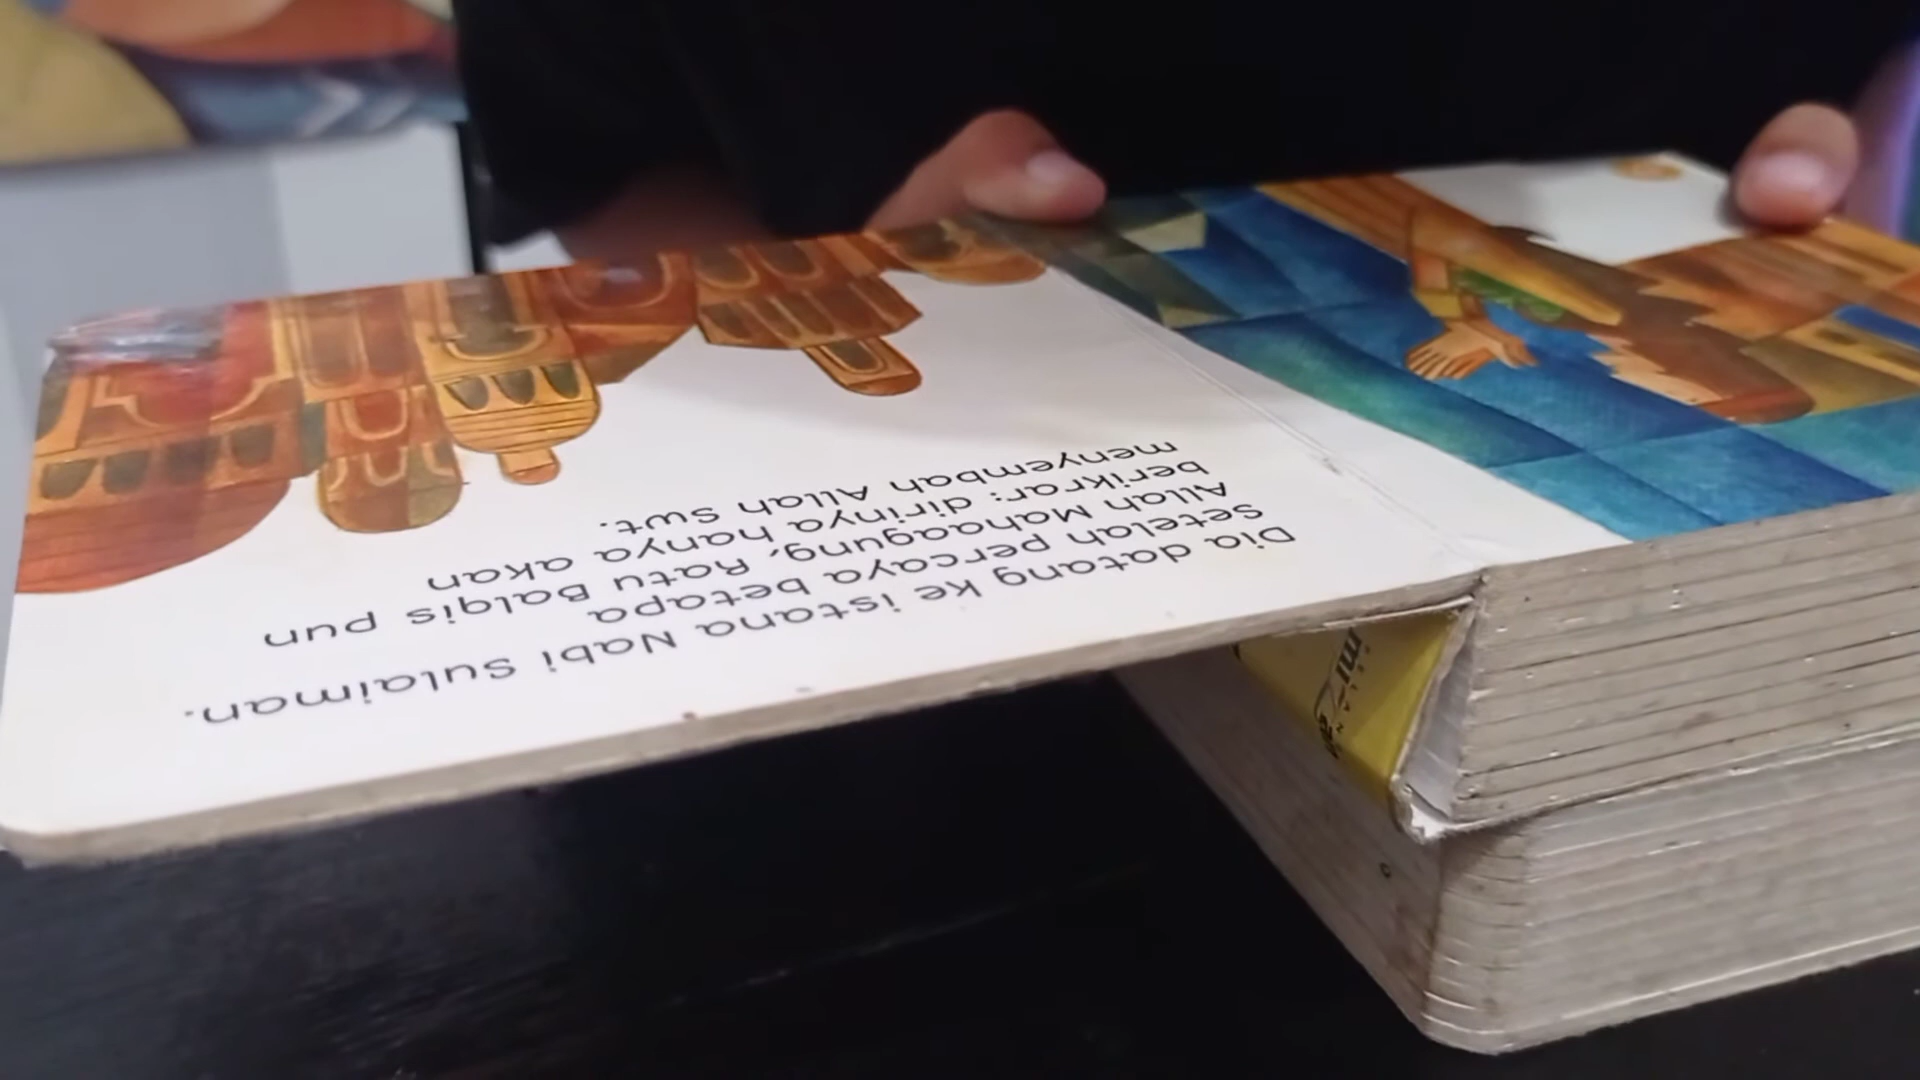 Dia datang ke istana Nabi Sulaiman.
Setelah percaya betapa
Allah Mahaagung, Ratu Balqis pun
berikrar: dirinya hanya akan
menyembah Allah Swt.
mizan